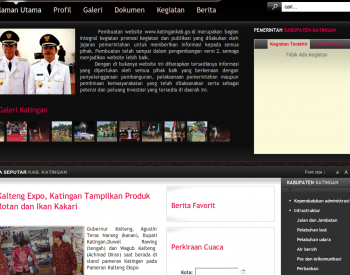 laman Utama Profil Galeri Dokumen Kegiatan Berita
cari...
Pembuatan website www.katingankab.go.id merupakan bagian
integral kegiatan promosi kegiatan dan publikasi yang dilakukan oleh
jajaran pemerintahan untuk memberikan informasi kepada semua
pihak. Pembuatan telah sampai dalam pengembangan versi 2, semoga
menjadikan website lebih baik.
Dengan di bukanya website ini diharapkan tersedianya informasi
yang diperlukan oleh semua pihak baik yang berkenaan dengan
penyelenggaraan pembangunan, pelaksanaan pemerintahan maupun
pembinaan kemasyarakatan yang telah dilaksanakan serta sebagai
potensi dan peluang investasi yang tersedia di daerah ini.
PEMERINTAH KABUPATEN KATINGAN
Kegiatan Terakhir
Tidak Ada Kegiatan
Galeri Katingan
A SEPUTAR KAB. KATINGAN
Font size
Kalteng Expo, Katingan Tampilkan Produk
Rotan dan Ikan Kakari
Gubernur Kalteng, Agustin
Teras Narang (kanan), Bupati
Katingan,Duwel Rawing
(tengah) dan Wagub Kalteng
(Achmad Diran) saat berada di
stand pameran Katingan pada
Pameran Kalteng Ekspo
Berita Favorit
Perkiraan Cuaca
Kota:
KABUPATEN KATINGAN
Kependudukan administrasi
Infrastruktur
Jalan dan Jembatan
Pelabuhan laut
Pelabuhan udara
Air bersih
Pos dan telkomunikasi